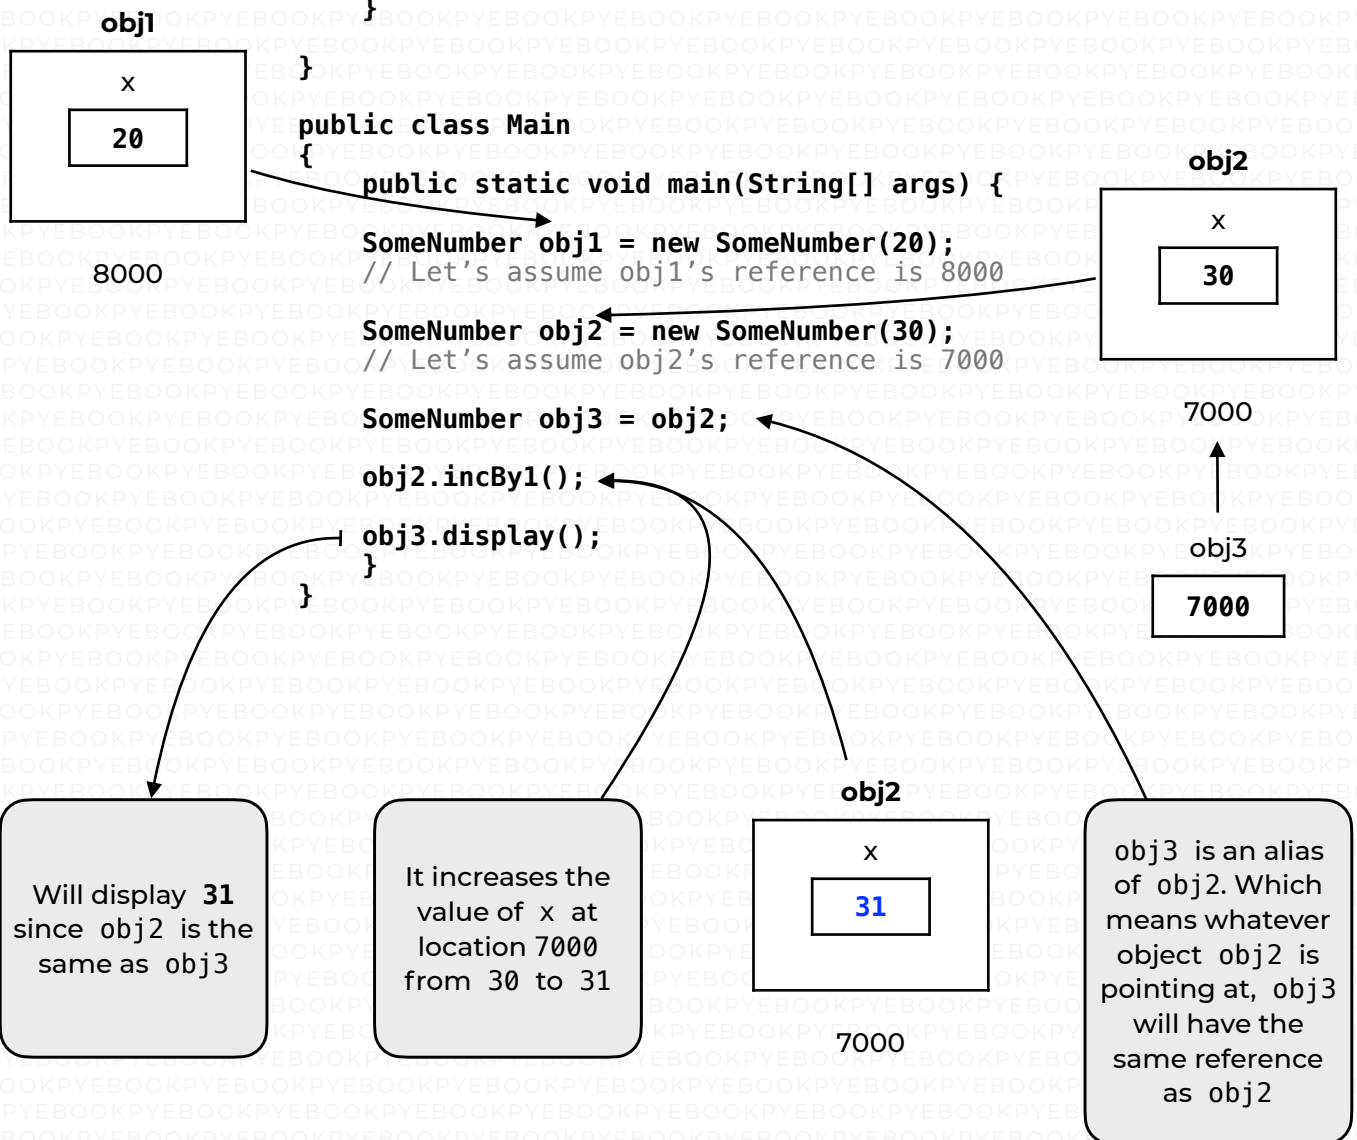 }
obj1
x
20
8000
}
public class Main
{
public static void main(String[] args) {
SomeNumber obj1 = new SomeNumber(20);
// Let’s assume obj1’s reference is 8000
SomeNumber obj2 = new SomeNumber(30);
// Let’s assume obj2’s reference is 7000
SomeNumber obj3 = obj2;
obj2.incBy1();
obj3.display();
}
}
obj2
x
30
7000
obj3
7000
Will display 31
since obj2 is the
same as obj3
It increases the
value of x at
location 7000
from 30 to 31
obj2
x
31
7000
obj3 is an alias
of obj2. Which
means whatever
object obj2 is
pointing at, obj3
will have the
same reference
as obj2